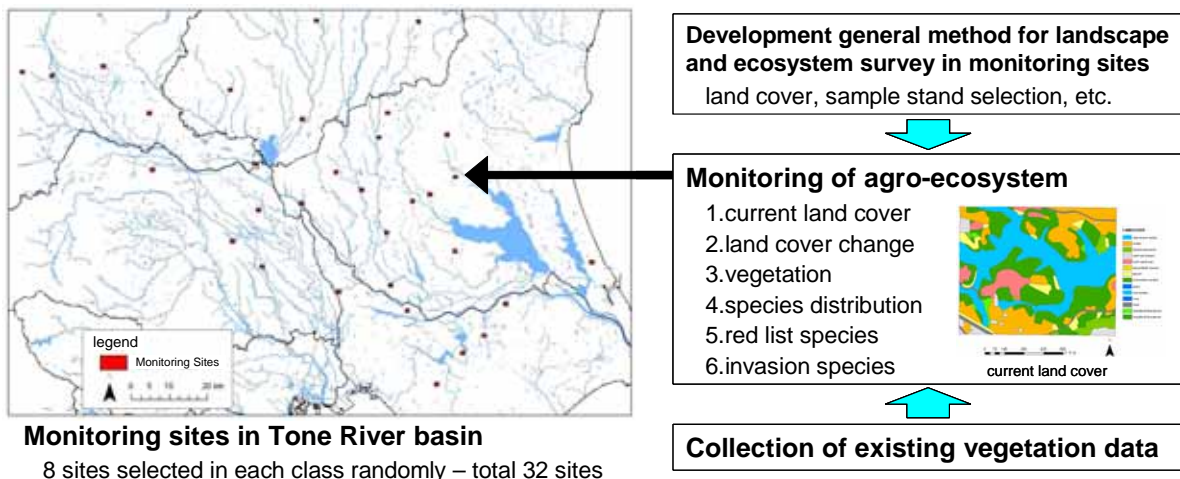 legend
Monitoring Sites
0 5 10 20 km
Monitoring sites in Tone River basin
8 sites selected in each class randomly – total 32 sites
Development general method for landscape
and ecosystem survey in monitoring sites
land cover, sample stand selection, etc.
Monitoring of agro-ecosystem
1.current land cover
2.land cover change
3.vegetation
4.species distribution
5.red list species
6.invasion species
current land cover
Collection of existing vegetation data